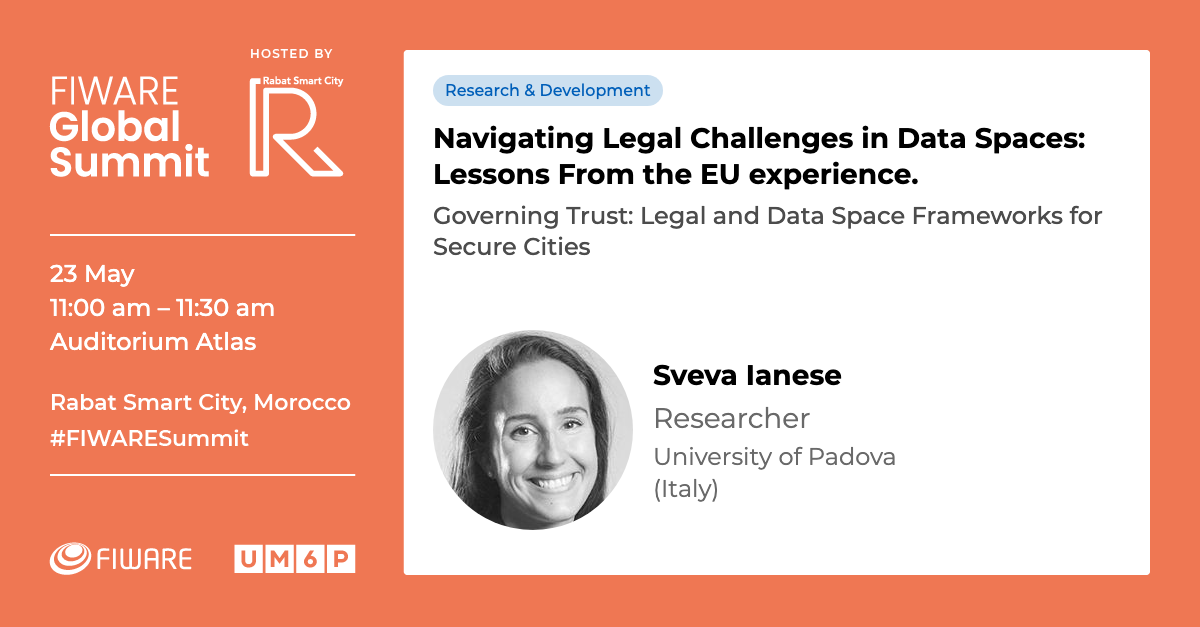 HOSTED BY
Rabat Smart City
R
FIWARE
Global
Summit
23 May
11:00 am – 11:30 am
Auditorium Atlas
Rabat Smart City, Morocco
#FIWARESummit
FIWARE
UM6P
Research & Development
Navigating Legal Challenges in Data Spaces:
Lessons From the EU experience.
Governing Trust: Legal and Data Space Frameworks for
Secure Cities
Sveva Ianese
Researcher
University of Padova
(Italy)